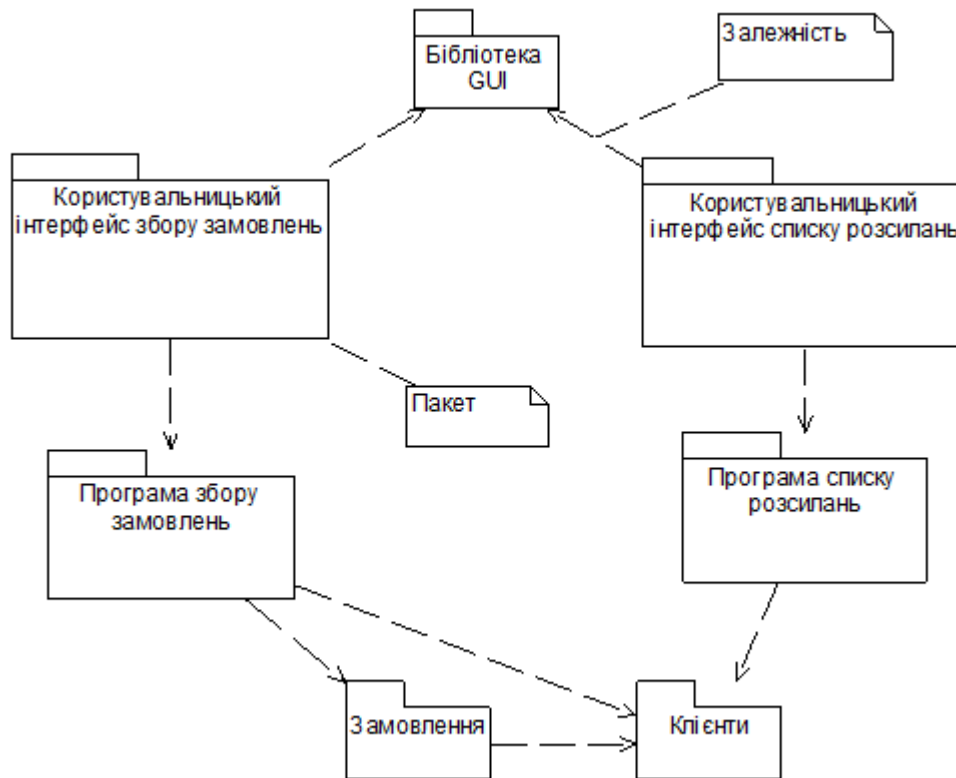 Бібліотека
GUI
Залежність
Користувальницький
інтерфейс збору замовлень
Користувальницький
інтерфейс списку розсилань
Пакет
Програма збору
замовлень
Програма списку
розсилань
Замовлення
Клієнти